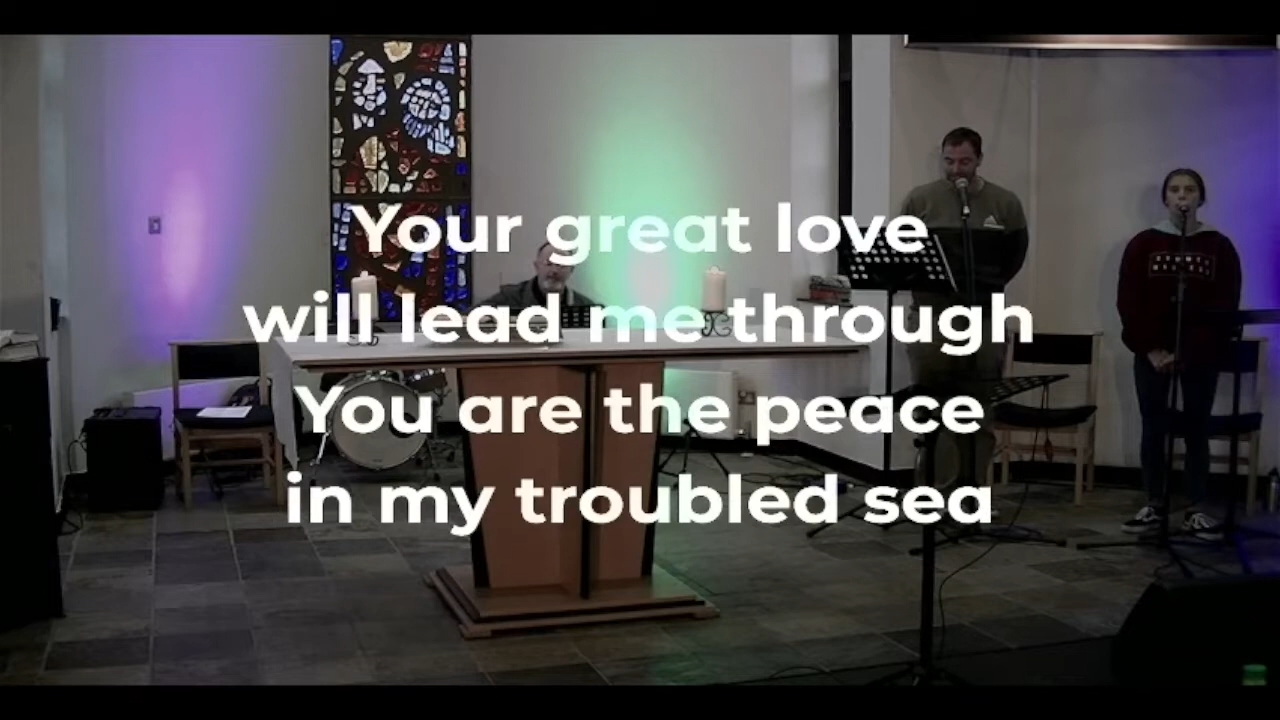 Your great love
will lead me through
You are the peace
in my troubled sea